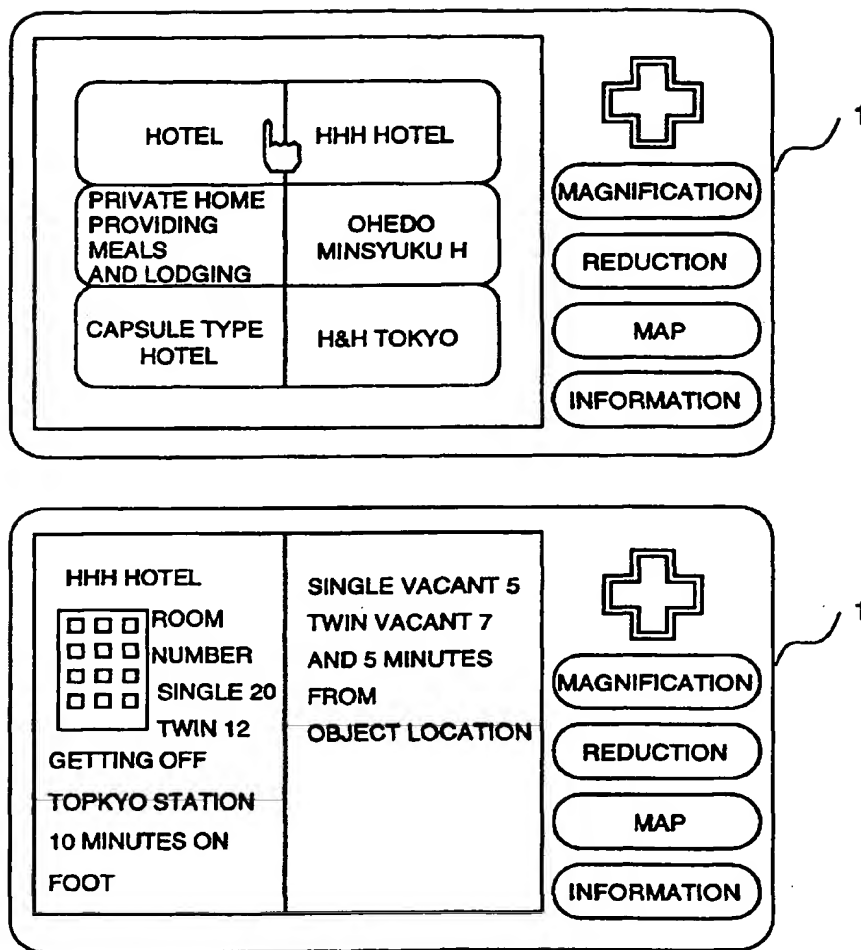 HOTEL
HHH HOTEL
PRIVATE HOME
PROVIDING
MEALS
AND LODGING
OHEDO
MINSYUKU H
CAPSULE TYPE
HOTEL
H&H TOKYO
MAGNIFICATION
REDUCTION
MAP
INFORMATION
1
HHH HOTEL
ROOM
NUMBER
SINGLE 20
TWIN 12
GETTING OFF
TOPKYO STATION
10 MINUTES ON
FOOT
SINGLE VACANT 5
TWIN VACANT 7
AND 5 MINUTES
FROM
OBJECT LOCATION
MAGNIFICATION
REDUCTION
MAP
INFORMATION
1